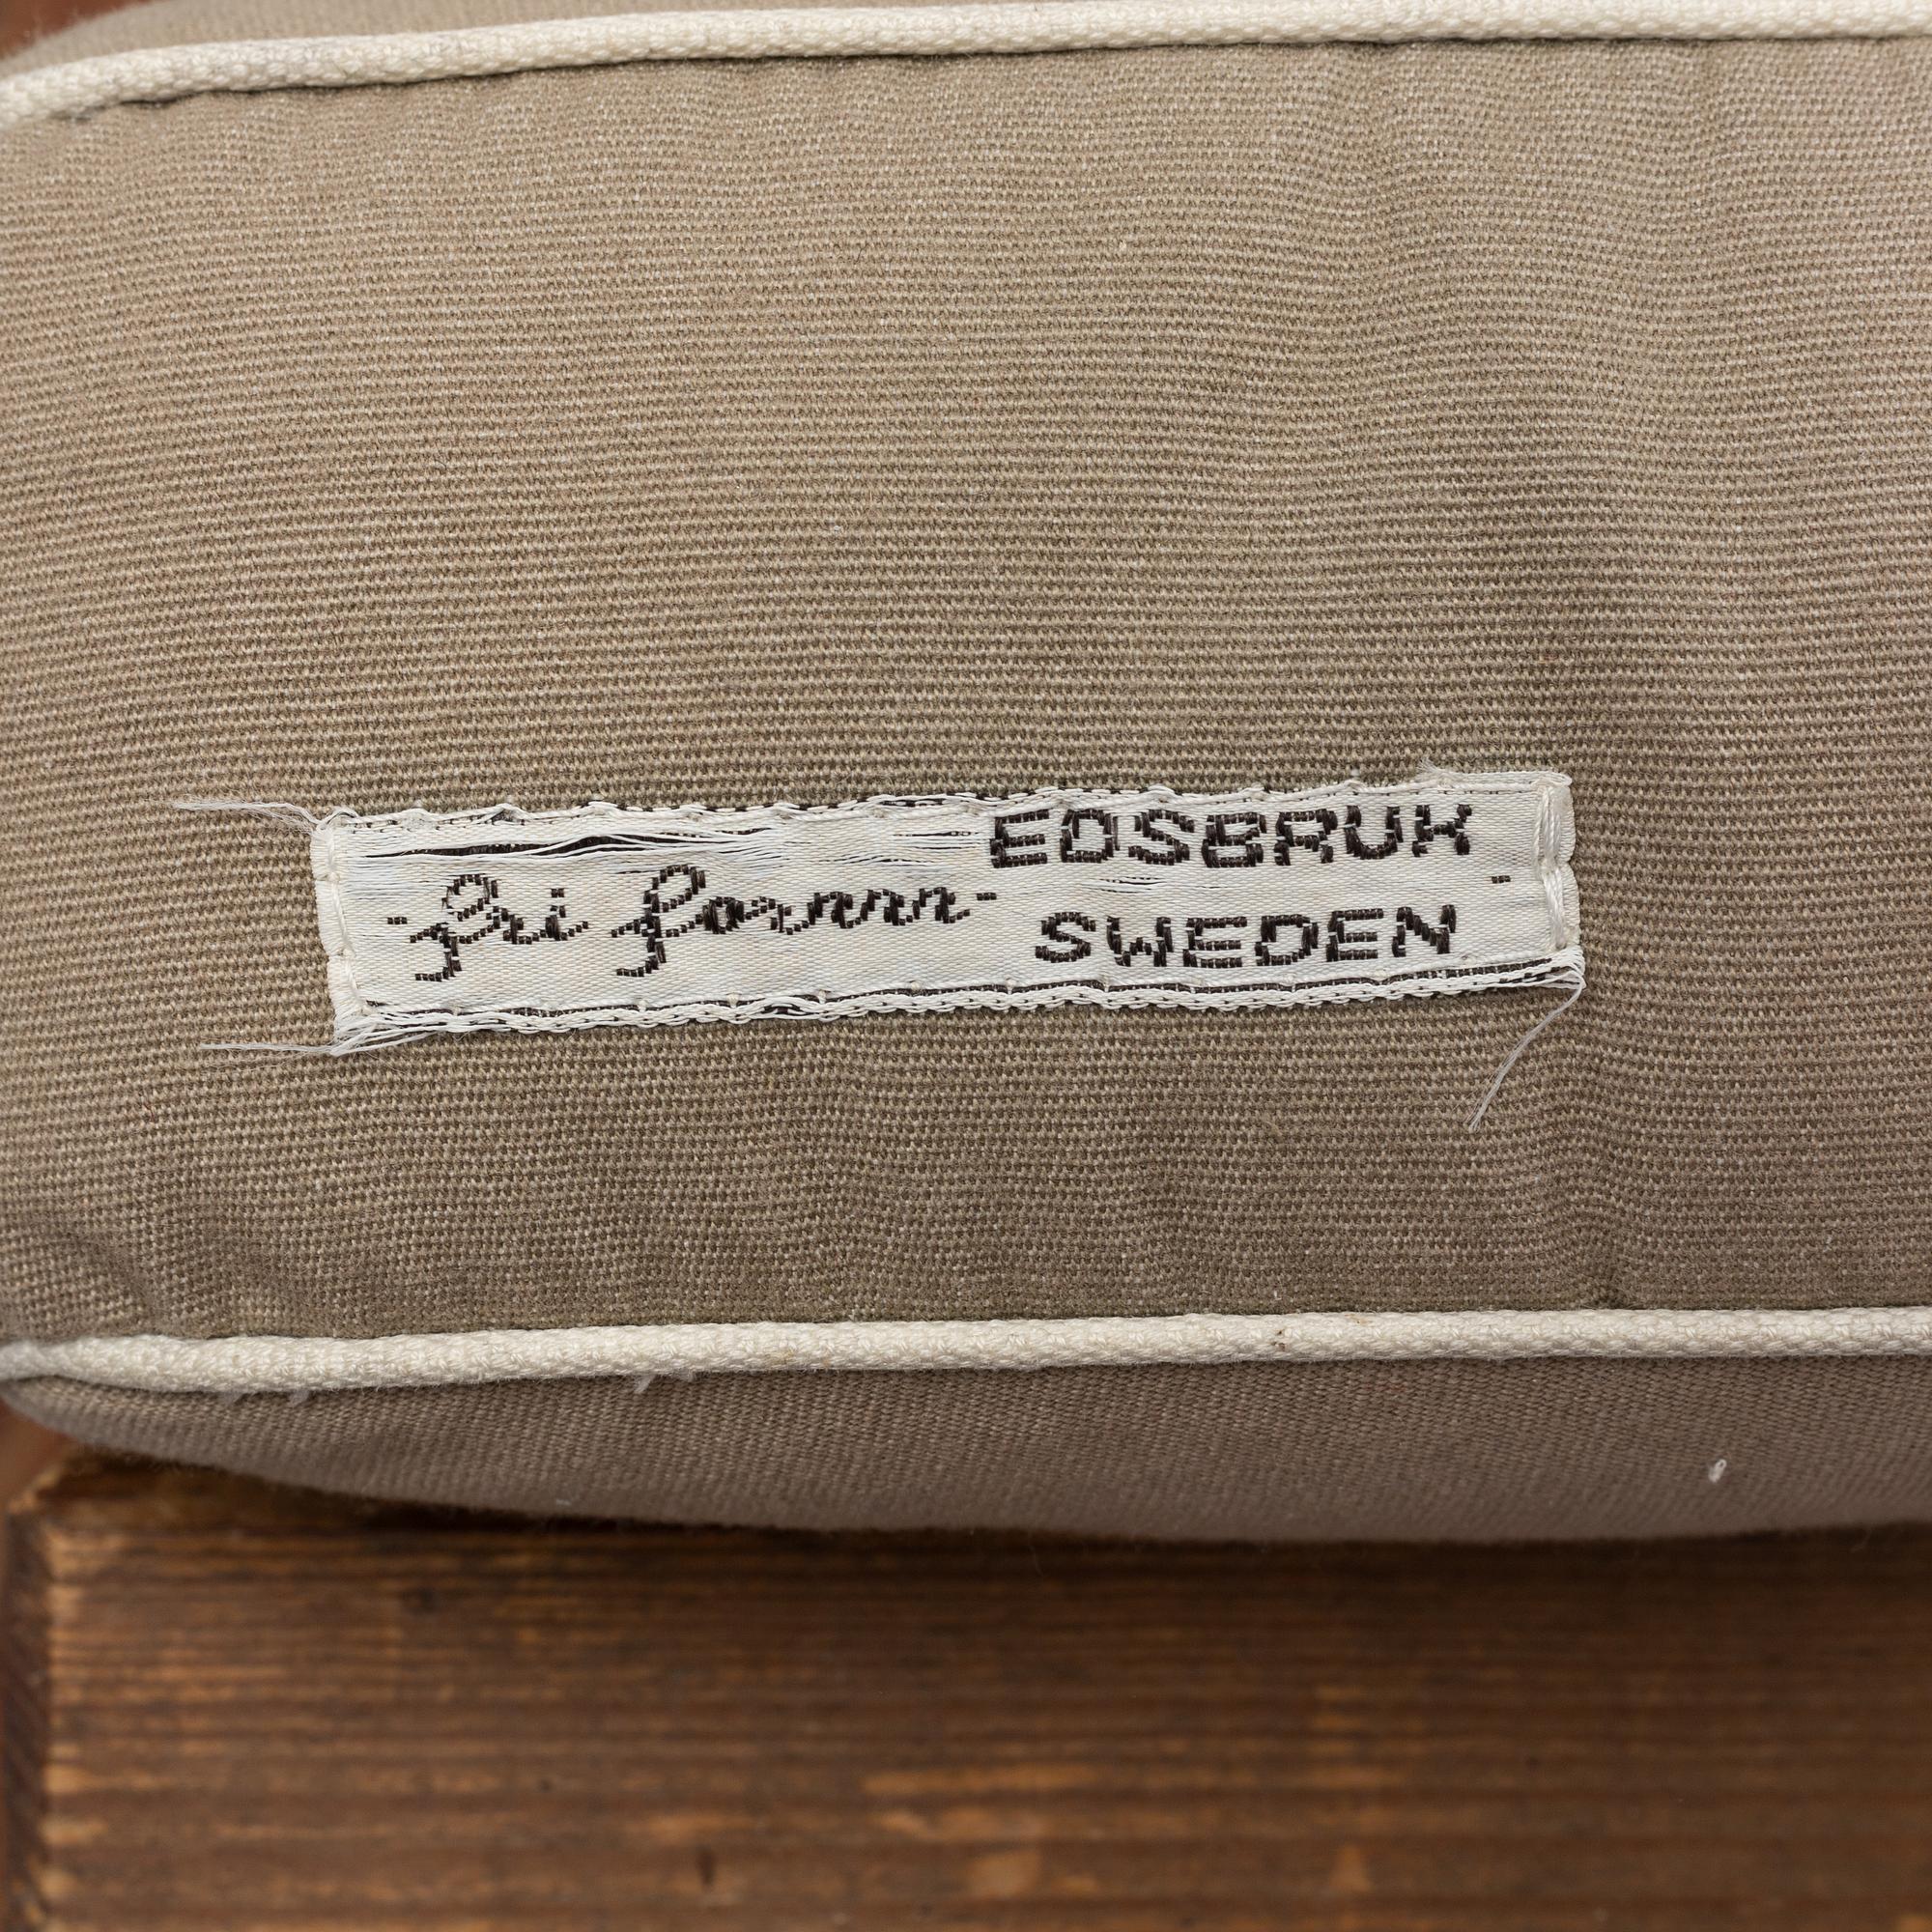 -fri form-
EDSBRUK
SWEDEN -